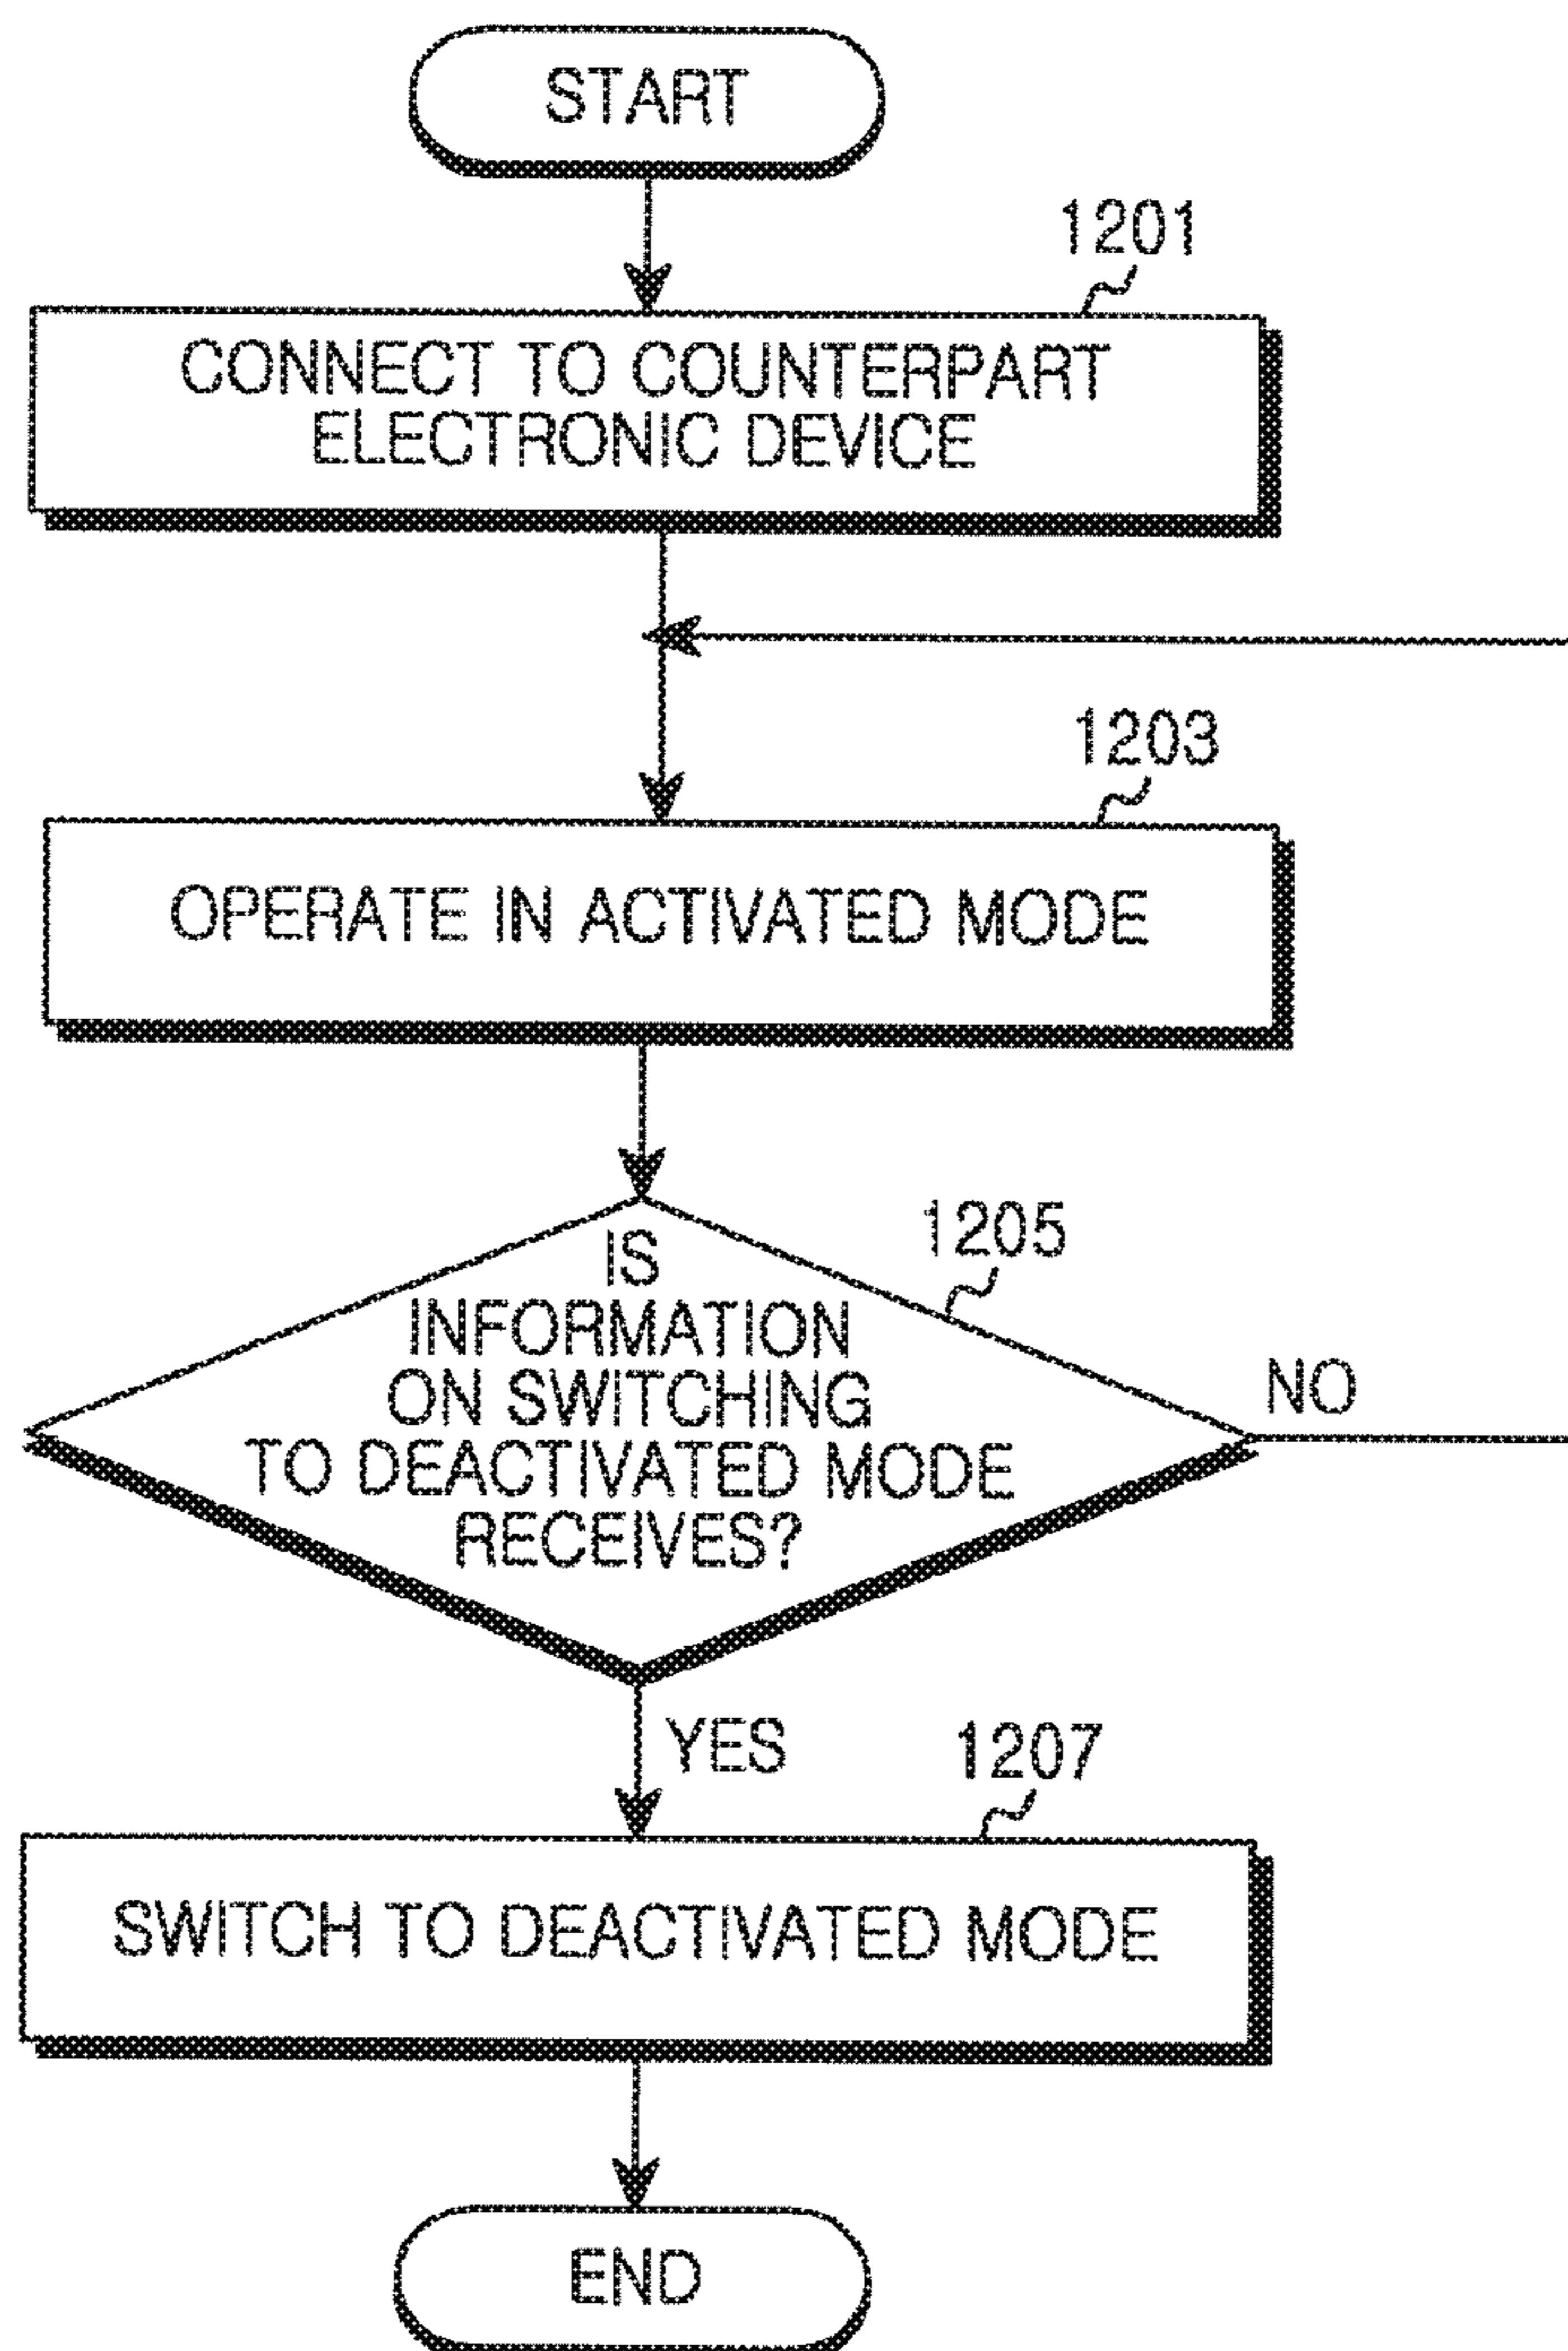 START
1201
CONNECT TO COUNTERPART
ELECTRONIC DEVICE
1203
OPERATE IN ACTIVATED MODE
1205
IS
INFORMATION
ON SWITCHING
TO DEACTIVATED MODE
RECEIVES?
NO
YES
1207
SWITCH TO DEACTIVATED MODE
END